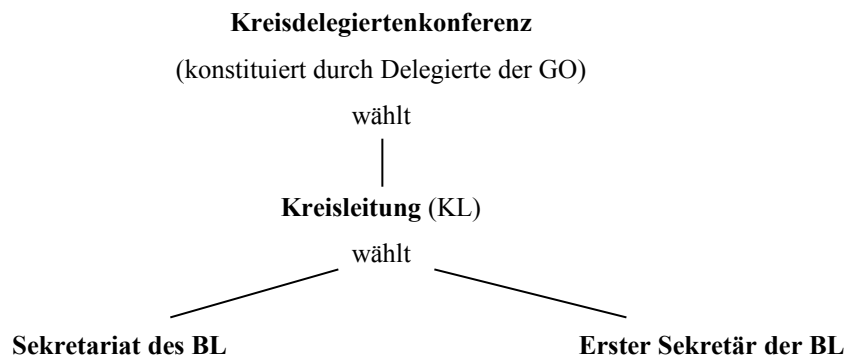 Kreisdelegiertenkonferenz
(konstituiert durch Delegierte der GO)
wählt
Kreisleitung (KL)
wählt
Sekretariat des BL
Erster Sekretär der BL